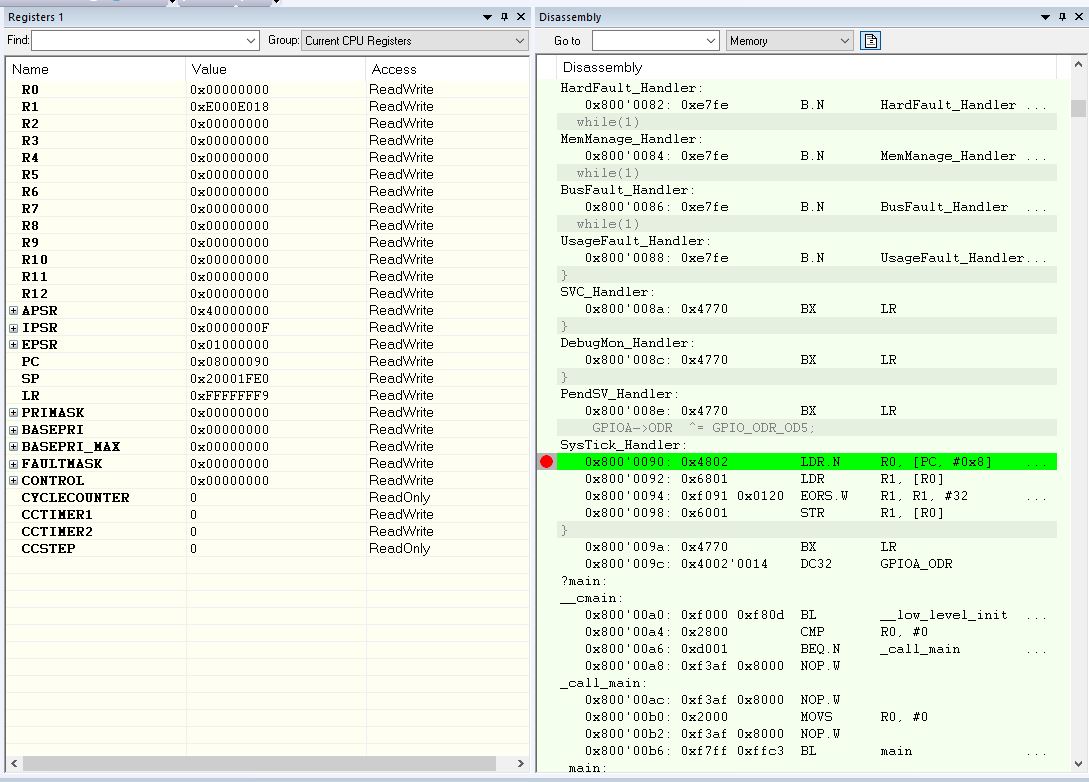 Registers 1
Find: Group: Current CPU Registers
Name Value Access
R0 0x00000000 ReadWrite
R1 0xE000E018 ReadWrite
R2 0x00000000 ReadWrite
R3 0x00000000 ReadWrite
R4 0x00000000 ReadWrite
R5 0x00000000 ReadWrite
R6 0x00000000 ReadWrite
R7 0x00000000 ReadWrite
R8 0x00000000 ReadWrite
R9 0x00000000 ReadWrite
R10 0x00000000 ReadWrite
R11 0x00000000 ReadWrite
R12 0x00000000 ReadWrite
APSR 0x40000000 ReadWrite
IPSR 0x0000000F ReadWrite
EPSR 0x01000000 ReadWrite
PC 0x08000090 ReadWrite
SP 0x20001FE0 ReadWrite
LR 0xFFFFFFF9 ReadWrite
PRIMASK 0x00000000 ReadWrite
BASEPRI 0x00000000 ReadWrite
BASEPRI_MAX 0x00000000 ReadWrite
FAULTMASK 0x00000000 ReadWrite
CONTROL 0x00000000 ReadWrite
CYCLECOUNTER 0 ReadOnly
CCTIMER1 0 ReadWrite
CCTIMER2 0 ReadWrite
CCSTEP 0 ReadOnly
Disassembly
Go to Memory
Disassembly
HardFault_Handler:
0x800'0082: 0xe7fe B.N HardFault_Handler ...
while(1)
MemManage_Handler:
0x800'0084: 0xe7fe B.N MemManage_Handler ...
while(1)
BusFault_Handler:
0x800'0086: 0xe7fe B.N BusFault_Handler ...
while(1)
UsageFault_Handler:
0x800'0088: 0xe7fe B.N UsageFault_Handler...
}
SVC_Handler:
0x800'008a: 0x4770 BX LR
}
DebugMon_Handler:
0x800'008c: 0x4770 BX LR
}
PendSV_Handler:
0x800'008e: 0x4770 BX LR
GPIOA->ODR ^= GPIO_ODR_OD5;
SysTick_Handler:
0x800'0090: 0x4802 LDR.N R0, [PC, #0x8] ...
0x800'0092: 0x6801 LDR R1, [R0]
0x800'0094: 0xf091 0x0120 EORS.W R1, R1, #32 ...
0x800'0098: 0x6001 STR R1, [R0]
}
0x800'009a: 0x4770 BX LR
0x800'009c: 0x4002'0014 DC32 GPIOA_ODR
?main:
__cmain:
0x800'00a0: 0xf000 0xf80d BL __low_level_init ...
0x800'00a4: 0x2800 CMP R0, #0
0x800'00a6: 0xd001 BEQ.N _call_main ...
0x800'00a8: 0xf3af 0x8000 NOP.W
_call_main:
0x800'00ac: 0xf3af 0x8000 NOP.W
0x800'00b0: 0x2000 MOVS R0, #0
0x800'00b2: 0xf3af 0x8000 NOP.W
0x800'00b6: 0xf7ff 0xffc3 BL main ...
main: